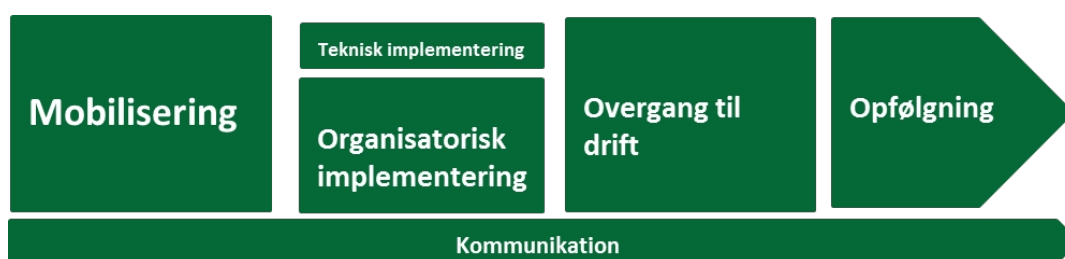 Mobilisering
Teknisk implementering
Organisatorisk
implementering
Overgang til
drift
Opfølgning
Kommunikation